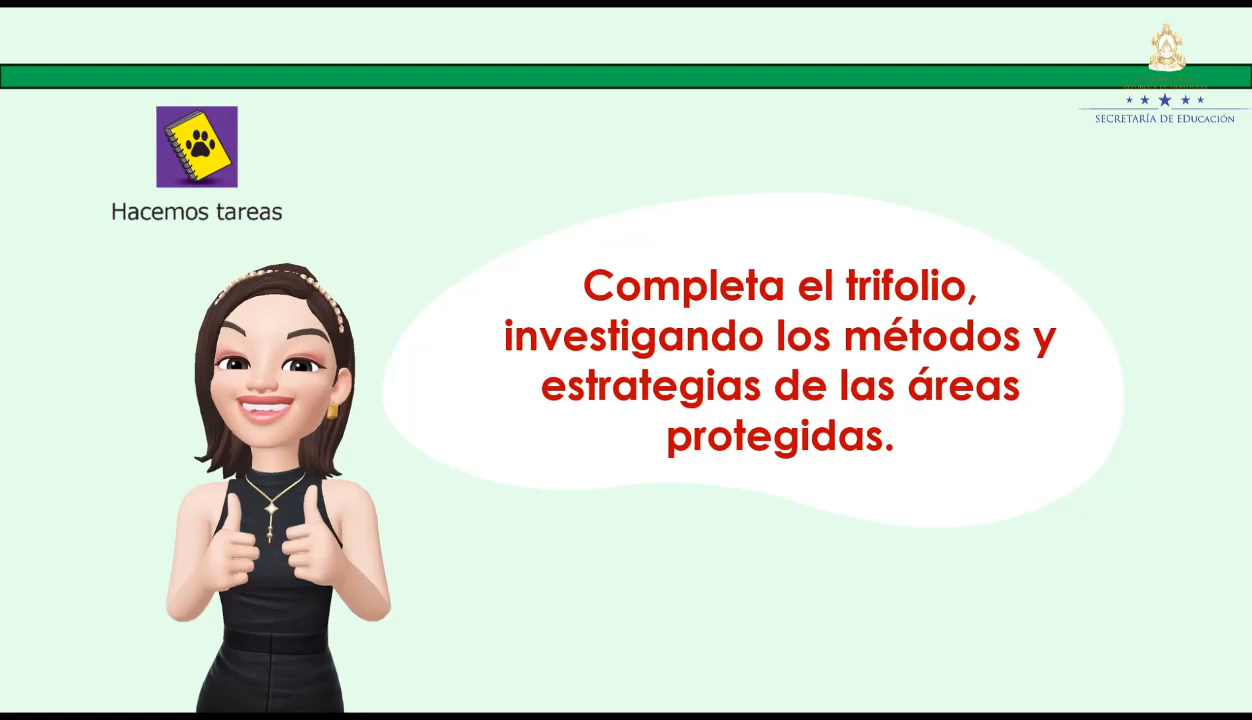 SECRETARÍA DE EDUCACIÓN
Hacemos tareas
Completa el trifolio,
investigando los métodos y
estrategias de las áreas
protegidas.